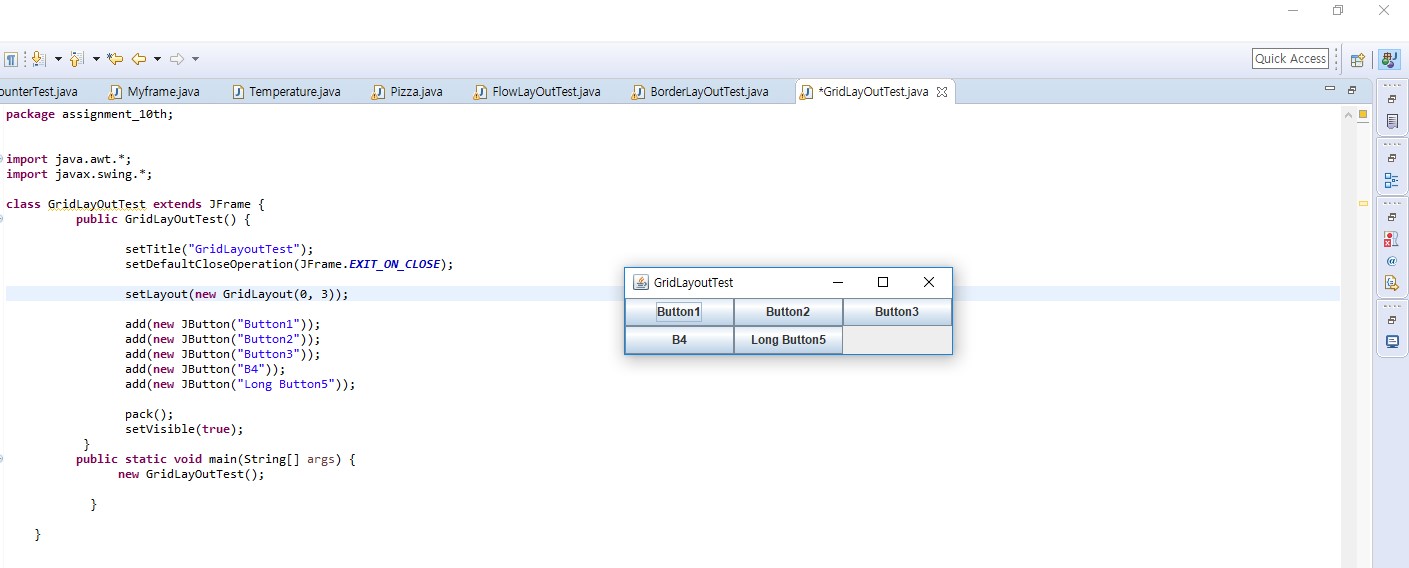 Quick Access
ounterTest.java
Myframe.java
Temperature.java
Pizza.java
FlowLayOutTest.java
BorderLayOutTest.java
*GridLayOutTest.java
package assignment_10th;
import java.awt.*;
import javax.swing.*;
class GridLayOutTest extends JFrame {
public GridLayOutTest() {
setTitle("GridLayoutTest");
setDefaultCloseOperation(JFrame.EXIT_ON_CLOSE);
setLayout(new GridLayout(0, 3));
add(new JButton("Button1"));
add(new JButton("Button2"));
add(new JButton("Button3"));
add(new JButton("B4"));
add(new JButton("Long Button5"));
pack();
setVisible(true);
}
public static void main(String[] args) {
new GridLayOutTest();
}
}
GridLayoutTest
Button1 Button2 Button3
B4 Long Button5